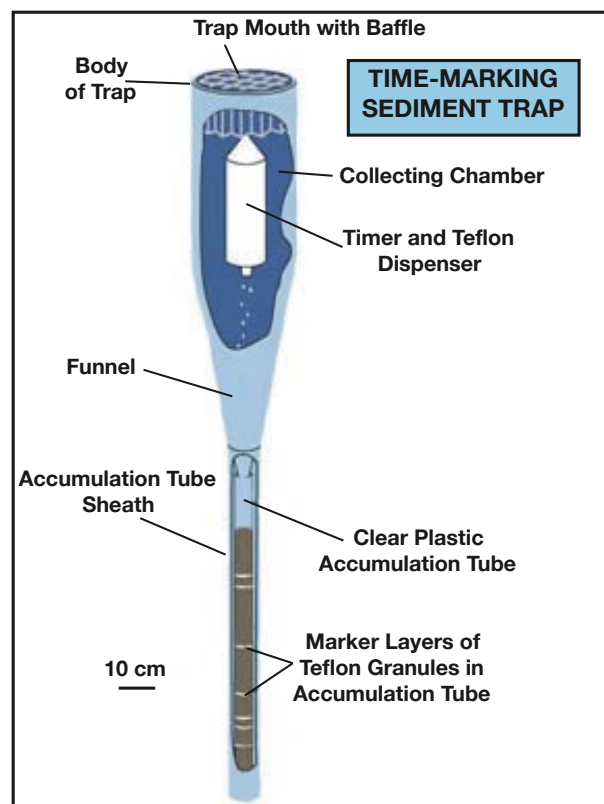 Trap Mouth with Baffle
Body
of Trap
TIME-MARKING
SEDIMENT TRAP
Collecting Chamber
Timer and Teflon
Dispenser
Funnel
Accumulation Tube
Sheath
Clear Plastic
Accumulation Tube
Marker Layers of
Teflon Granules in
Accumulation Tube
10 cm